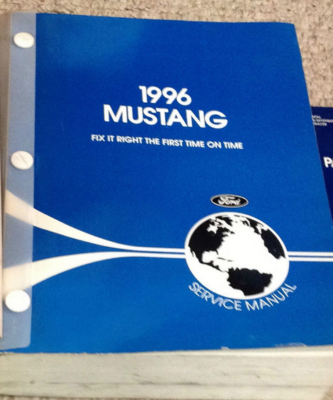 1996
MUSTANG
FIX IT RIGHT THE FIRST TIME ON TIME
Ford
SERVICE MANUAL